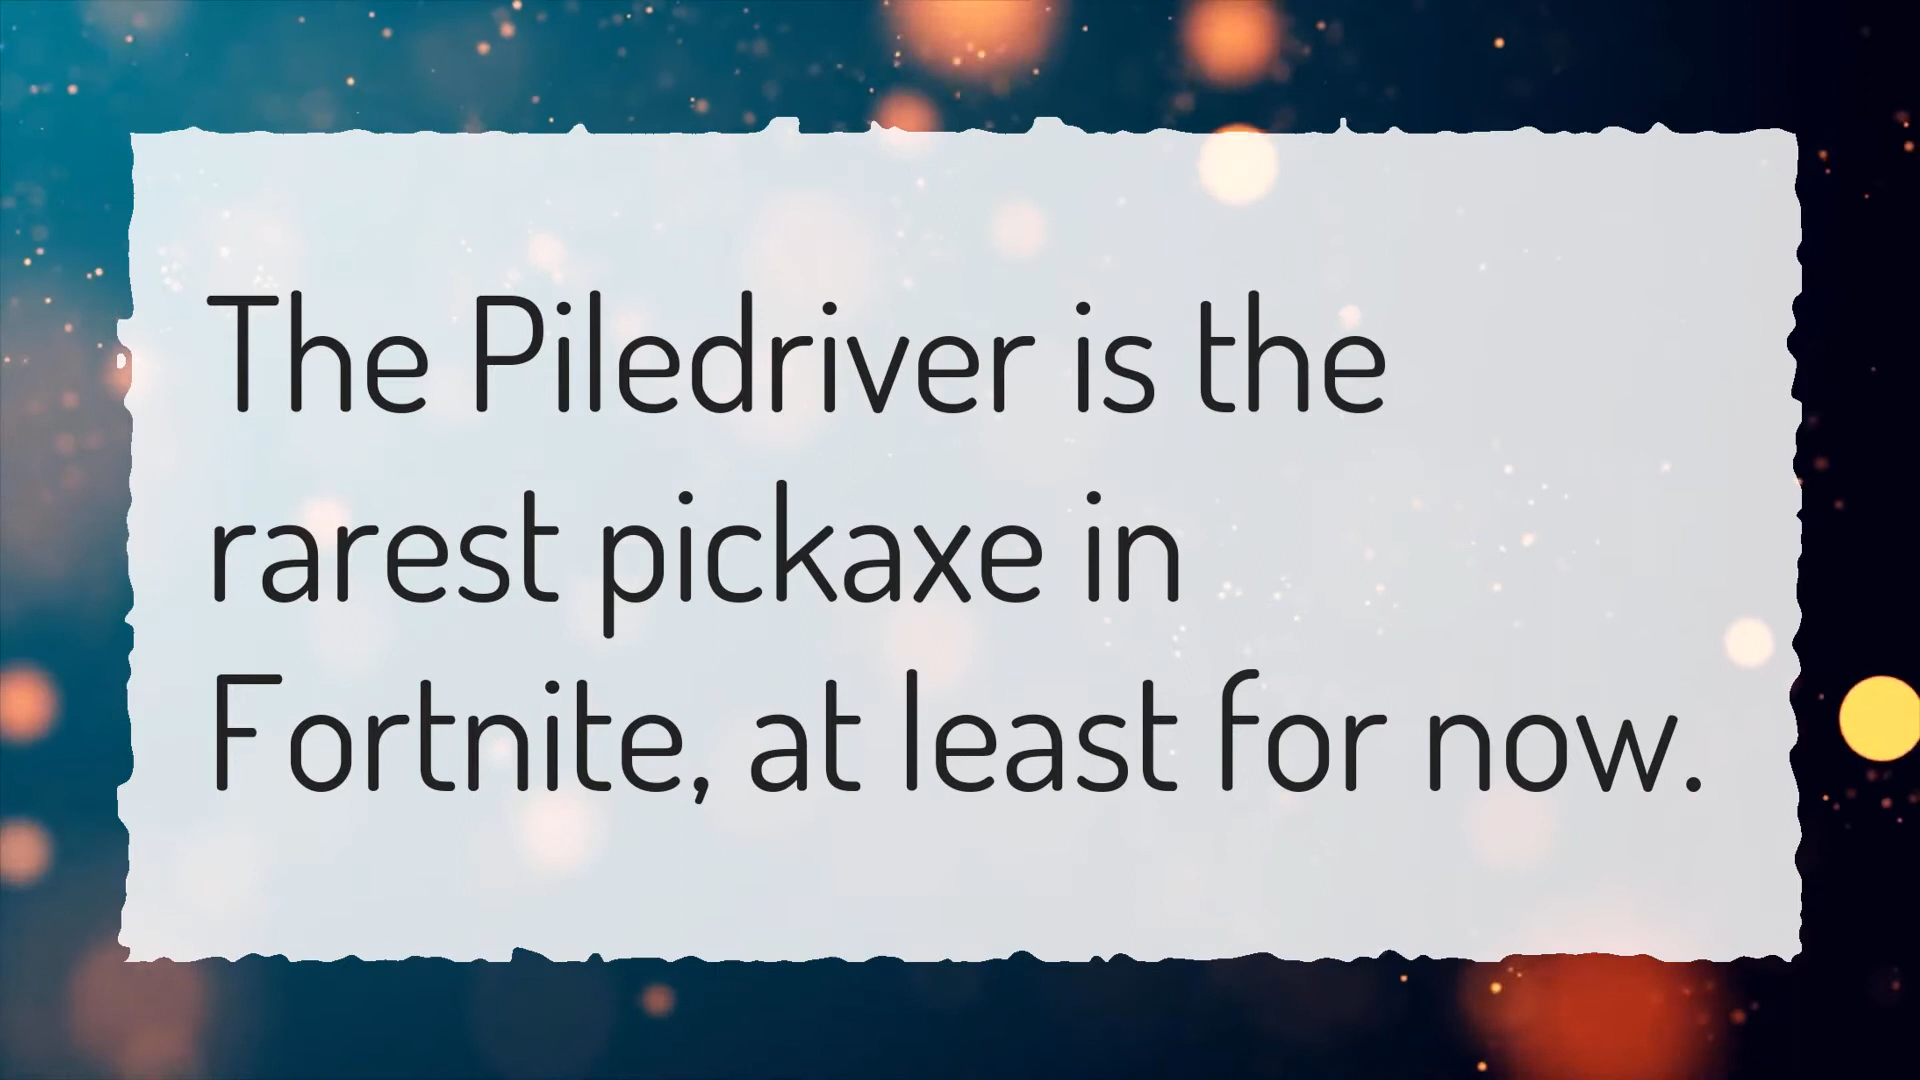 The Piledriver is the
rarest pickaxe in
Fortnite, at least for now.